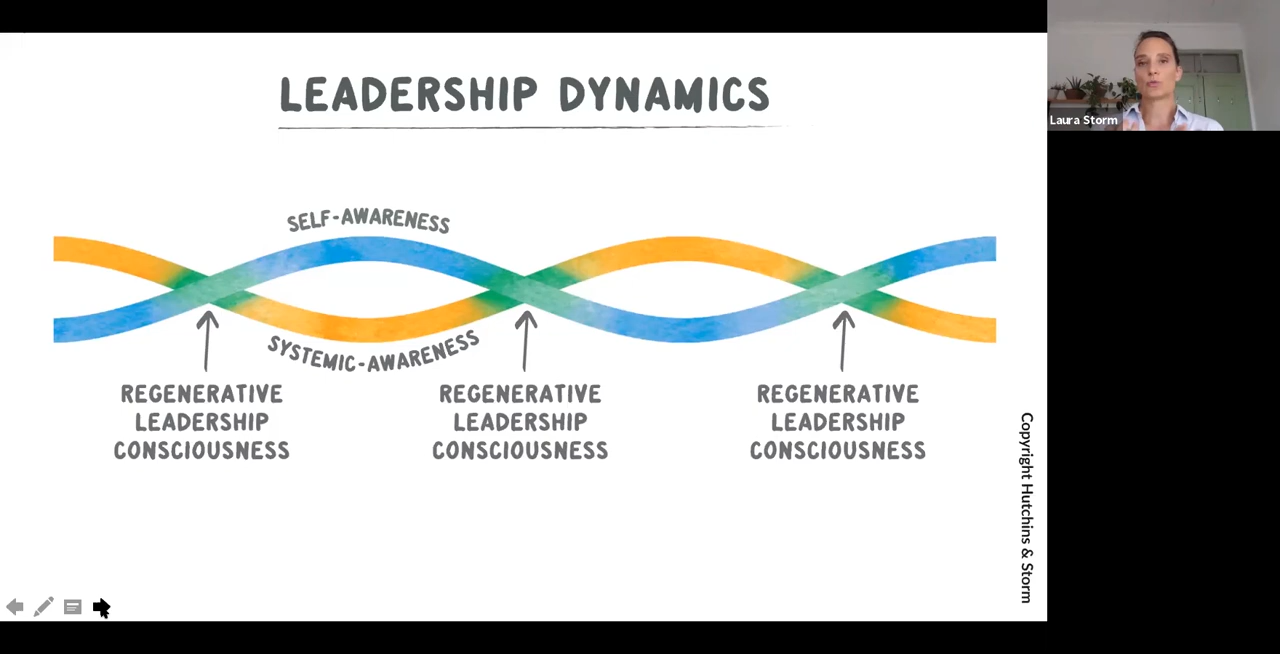 LEADERSHIP DYNAMICS
Laura Storm
SELF-AWARENESS
SYSTEMIC-AWARENESS
REGENERATIVE
LEADERSHIP
CONSCIOUSNESS
REGENERATIVE
LEADERSHIP
CONSCIOUSNESS
REGENERATIVE
LEADERSHIP
CONSCIOUSNESS
Copyright Hutchins & Storm